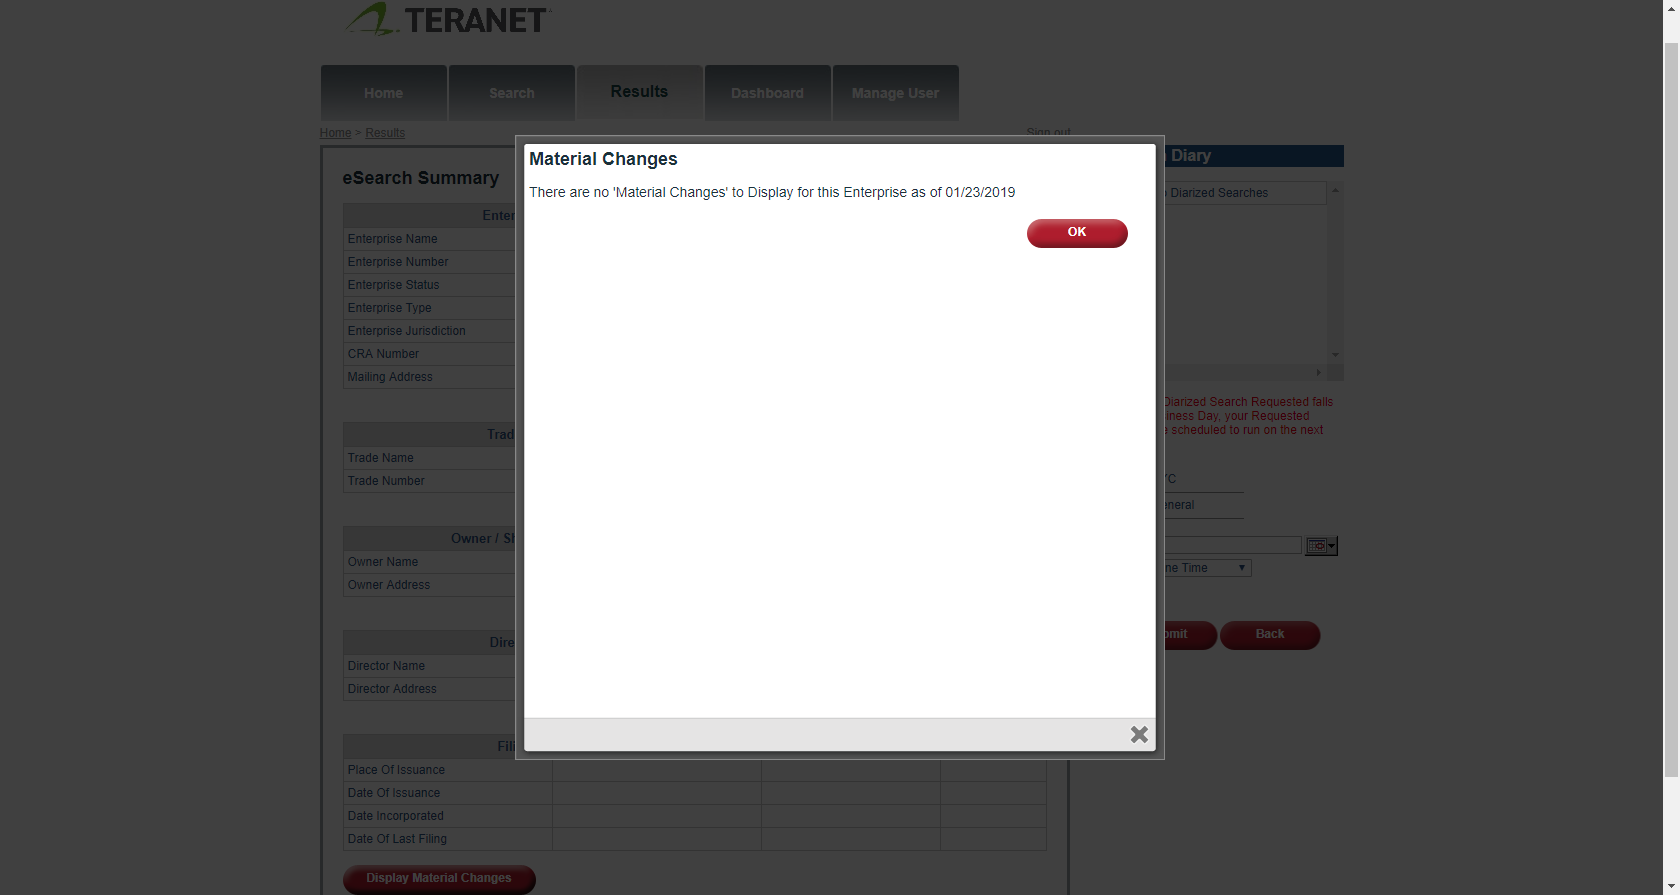 TERANET
Home
Search
Results
Dashboard
Manage User
Home > Results
Sign out
Material Changes
There are no 'Material Changes' to Display for this Enterprise as of 01/23/2019
OK
eSearch Summary
Enter
Enterprise Name
Enterprise Number
Enterprise Status
Enterprise Type
Enterprise Jurisdiction
CRA Number
Mailing Address
Trad
Trade Name
Trade Number
Owner / Sh
Owner Name
Owner Address
Dire
Director Name
Director Address
Fili
Place Of Issuance
Date Of Issuance
Date Incorporated
Date Of Last Filing
Display Material Changes
Diary
Diarized Searches
Diarized Search Requested falls
iness Day, your Requested
e scheduled to run on the next
YC
eneral
ne Time
omit
Back